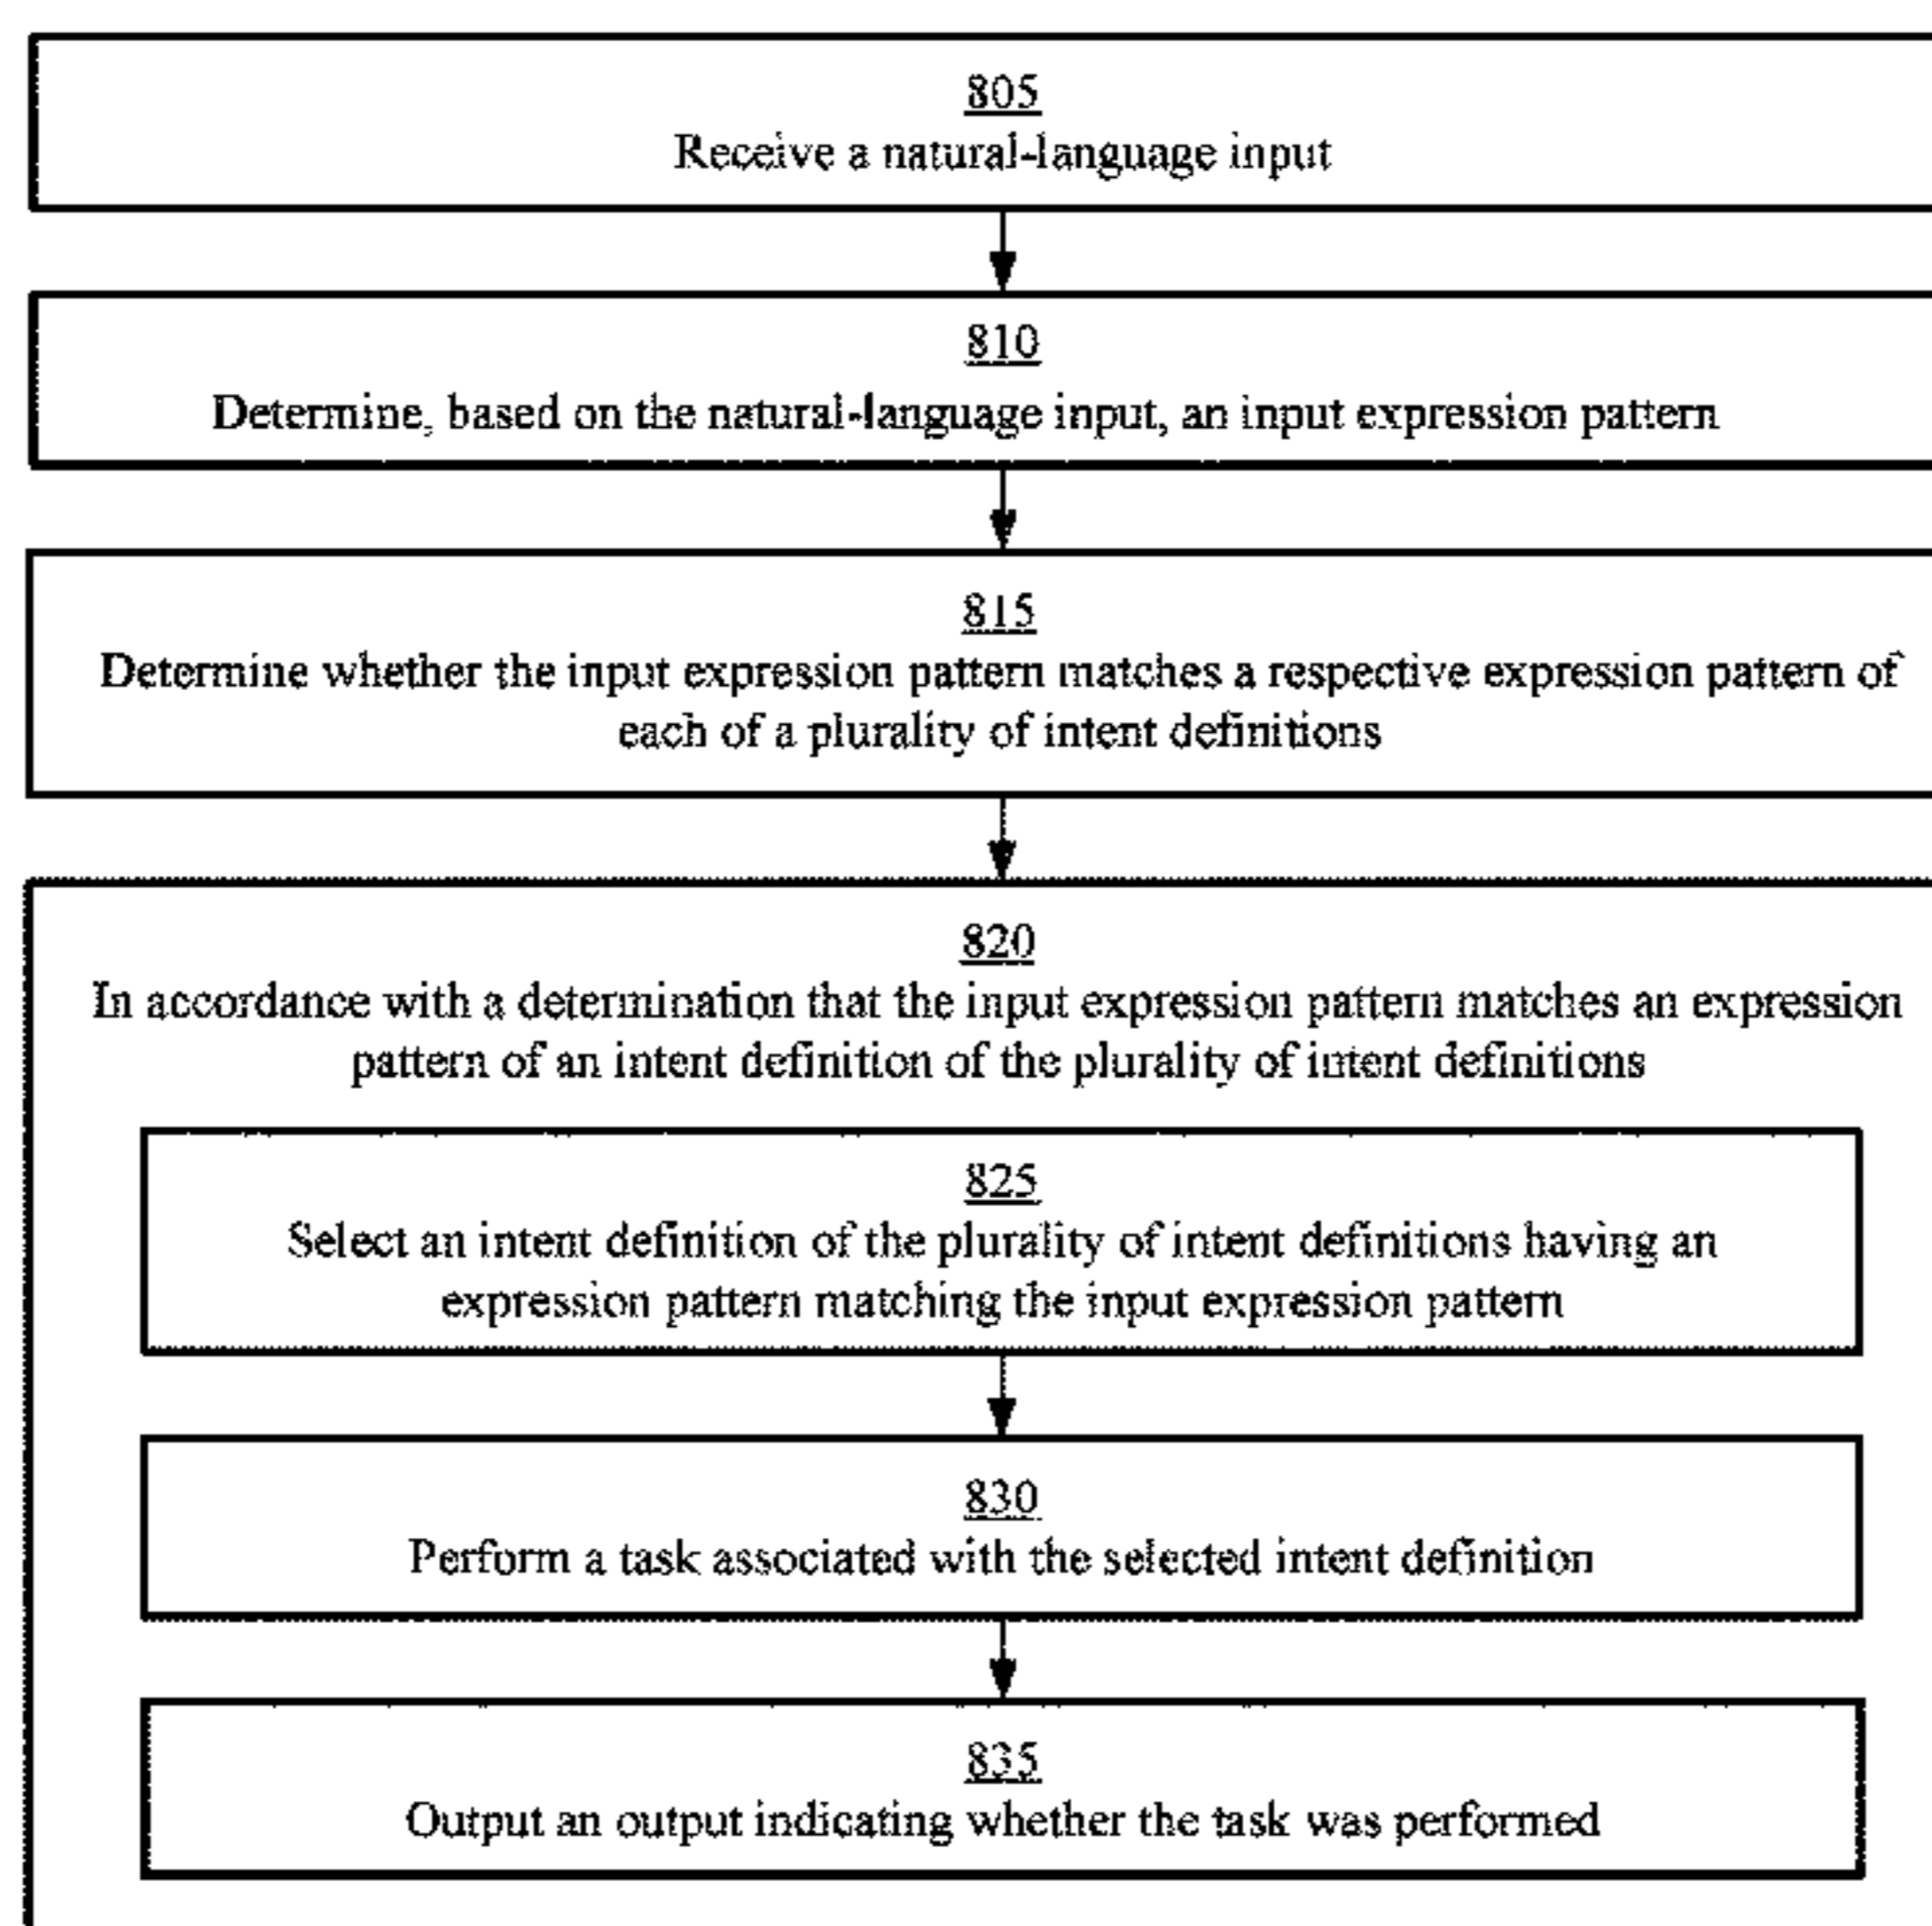 805
Receive a natural-language input
810
Determine, based on the natural-language input, an input expression pattern
815
Determine whether the input expression pattern matches a respective expression pattern of
each of a plurality of intent definitions
820
In accordance with a determination that the input expression pattern matches an expression
pattern of an intent definition of the plurality of intent definitions
825
Select an intent definition of the plurality of intent definitions having an
expression pattern matching the input expression pattern
830
Perform a task associated with the selected intent definition
835
Output an output indicating whether the task was performed